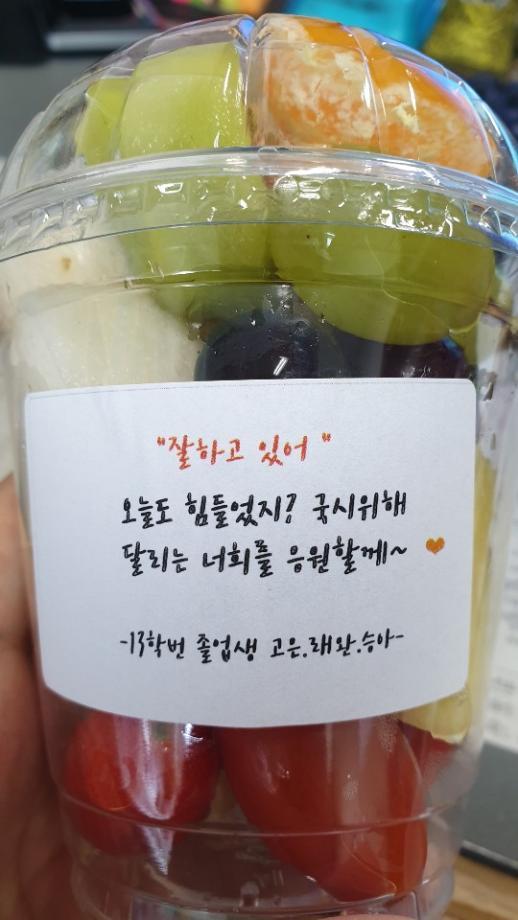 "잘하고 있어"
오늘도 힘들었지? 국시위해
달리는 너희를 응원할께~
-13학번 졸업생 고은.래완.승아-